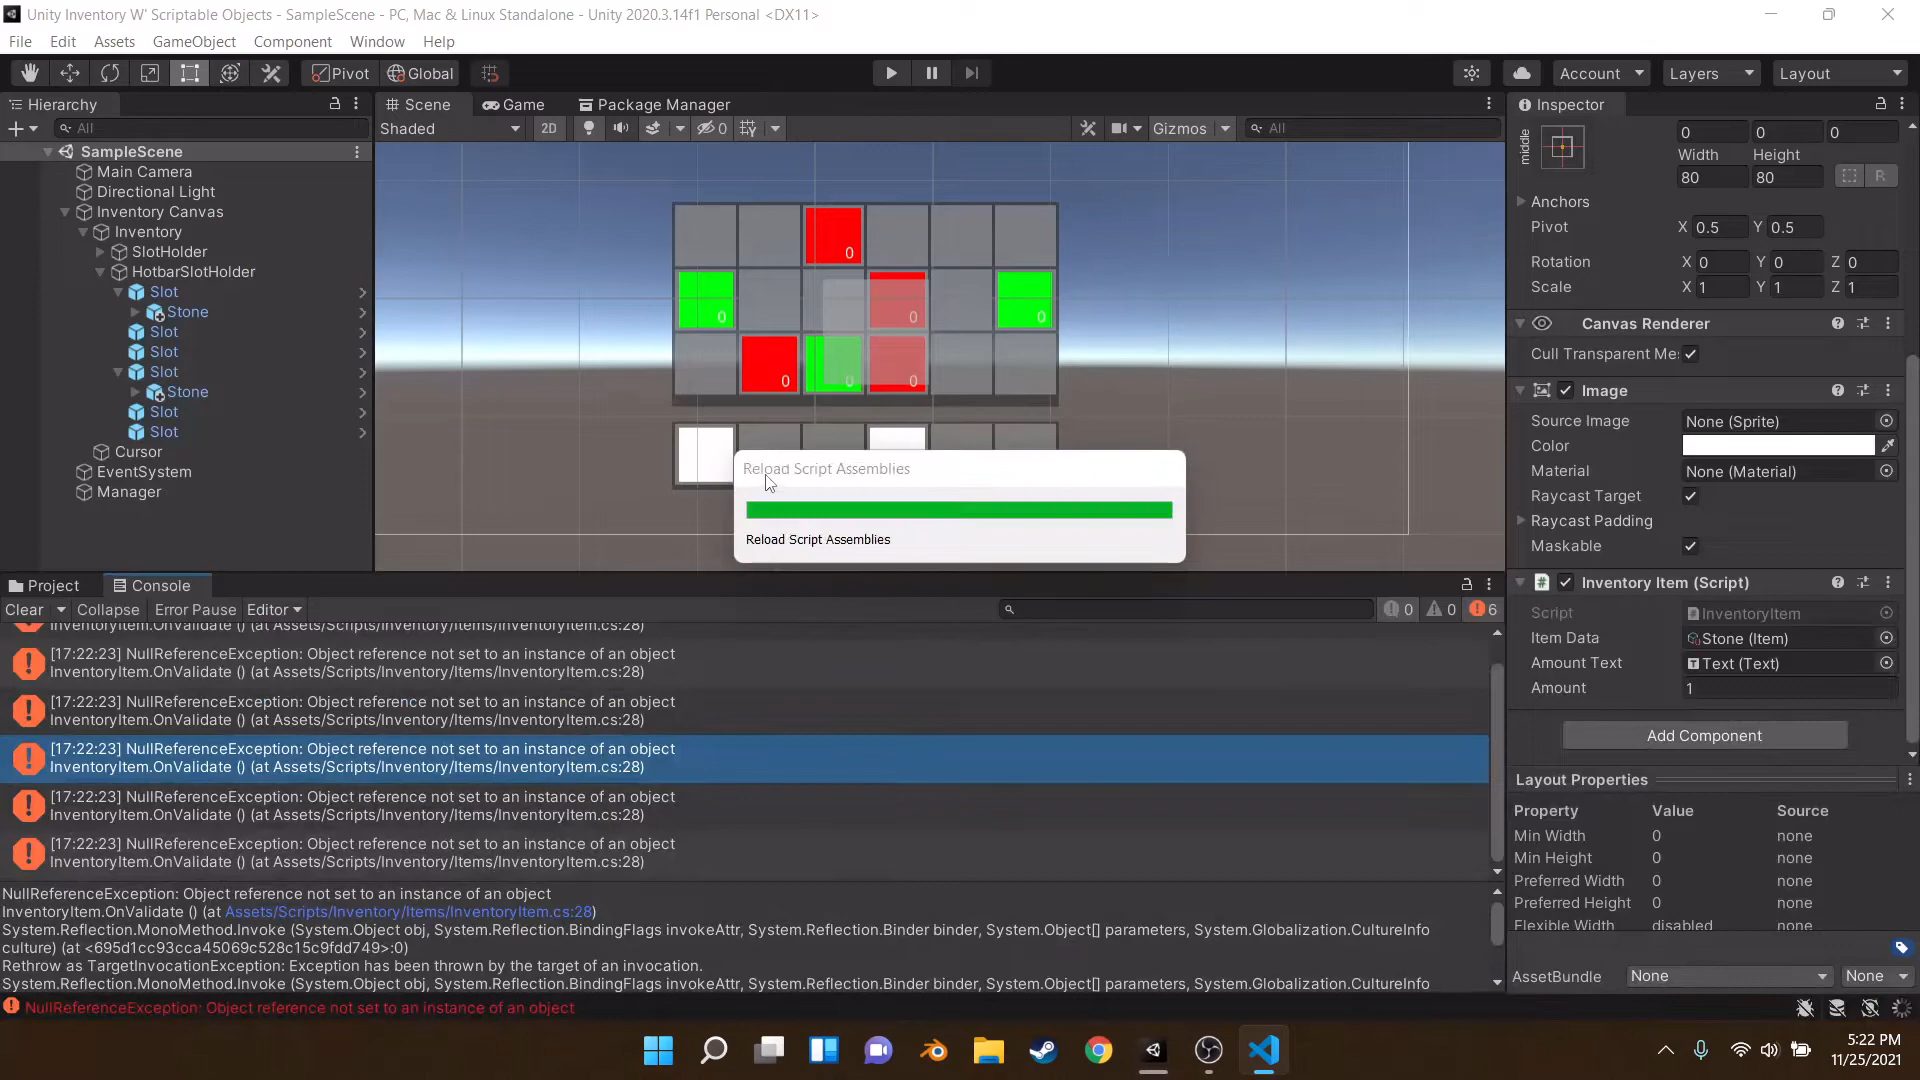 Unity Inventory W' Scriptable Objects - SampleScene - PC, Mac & Linux Standalone - Unity 2020.3.14f1 Personal <DX11>
File Edit Assets GameObject Component Window Help
Pivot Global Account Layers Layout
Hierarchy Scene Game Package Manager Inspector
All Shaded 2D 0 Gizmos All
SampleScene
Main Camera
Directional Light
Inventory Canvas
Inventory
SlotHolder
HotbarSlotHolder
Slot
Stone
Slot
Slot
Slot
Stone
Slot
Slot
Cursor
EventSystem
Manager
0
0 0 0
0 0 0
Reload Script Assemblies
Reload Script Assemblies
middle 0 0 0
Width Height
80 80 R
Anchors
Pivot X 0.5 Y 0.5
Rotation X 0 Y 0 Z 0
Scale X 1 Y 1 Z 1
Canvas Renderer
Cull Transparent Me:
Image
Source Image None (Sprite)
Color
Material None (Material)
Raycast Target
Raycast Padding
Maskable
# Inventory Item (Script)
Script InventoryItem
Item Data Stone (Item)
Amount Text T Text (Text)
Amount 1
Add Component
Layout Properties
Property Value Source
Min Width 0 none
Min Height 0 none
Preferred Width 0 none
Preferred Height 0 none
Flexible Width disabled none
AssetBundle None None
Project Console
Clear Collapse Error Pause Editor 0 0 6
InventoryItem.OnValidate () (at Assets/Scripts/Inventory/Items/InventoryItem.cs:28)
[17:22:23] NullReferenceException: Object reference not set to an instance of an object
InventoryItem.OnValidate () (at Assets/Scripts/Inventory/Items/InventoryItem.cs:28)
[17:22:23] NullReferenceException: Object reference not set to an instance of an object
InventoryItem.OnValidate () (at Assets/Scripts/Inventory/Items/InventoryItem.cs:28)
[17:22:23] NullReferenceException: Object reference not set to an instance of an object
InventoryItem.OnValidate () (at Assets/Scripts/Inventory/Items/InventoryItem.cs:28)
[17:22:23] NullReferenceException: Object reference not set to an instance of an object
InventoryItem.OnValidate () (at Assets/Scripts/Inventory/Items/InventoryItem.cs:28)
[17:22:23] NullReferenceException: Object reference not set to an instance of an object
InventoryItem.OnValidate () (at Assets/Scripts/Inventory/Items/InventoryItem.cs:28)
NullReferenceException: Object reference not set to an instance of an object
InventoryItem.OnValidate () (at Assets/Scripts/Inventory/Items/InventoryItem.cs:28)
System.Reflection.MonoMethod.Invoke (System.Object obj, System.Reflection.BindingFlags invokeAttr, System.Reflection.Binder binder, System.Object[] parameters, System.Globalization.CultureInfo
culture) (at <695d1cc93cca45069c528c15c9fdd749>:0)
Rethrow as TargetInvocationException: Exception has been thrown by the target of an invocation.
System.Reflection.MonoMethod.Invoke (System.Object obj, System.Reflection.BindingFlags invokeAttr, System.Reflection.Binder binder, System.Object[] parameters, System.Globalization.CultureInfo
NullReferenceException: Object reference not set to an instance of an object
5:22 PM
11/25/2021